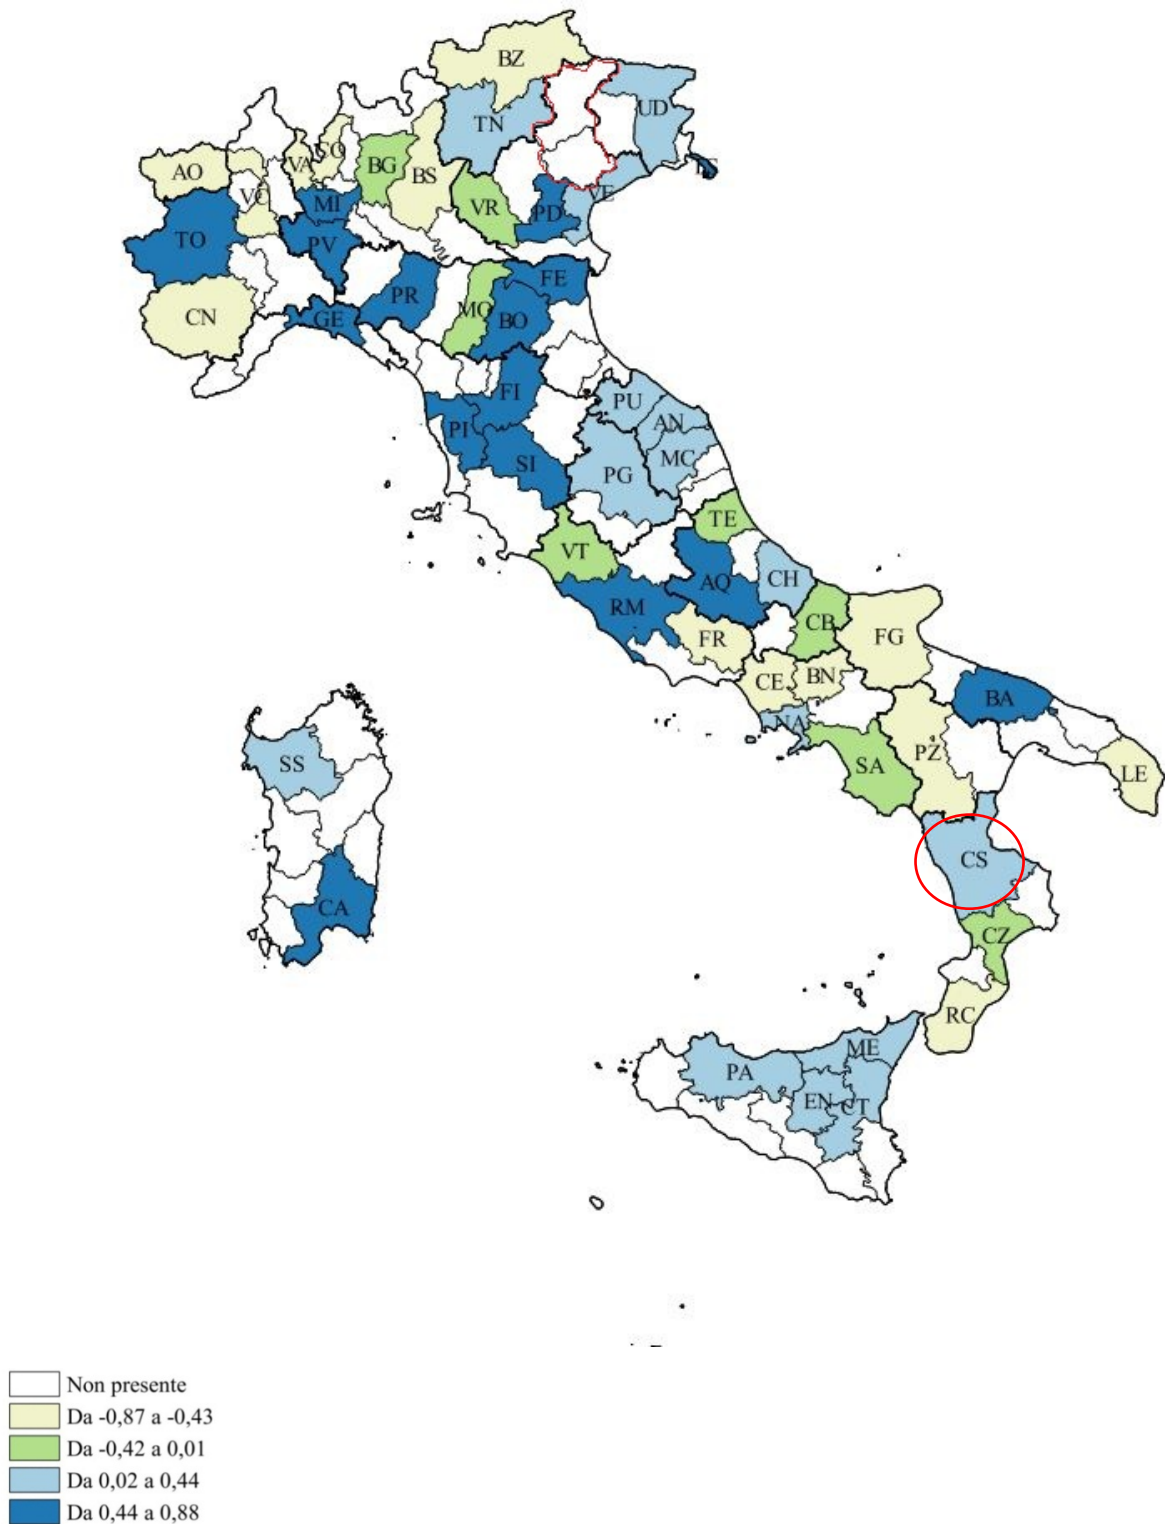 BZ
TN
UD
AO
VA
CO
BG
BS
VC
MI
VR
PD
VE
TO
PV
FE
PR
MO
BO
CN
GE
FI
PU
AN
PI
SI
PG
MC
TE
VT
AQ
CH
RM
FR
CB
FG
CE
BN
BA
NA
SS
PZ
SA
LE
CS
CA
CZ
RC
ME
PA
EN
CT
Non presente
Da -0,87 a -0,43
Da -0,42 a 0,01
Da 0,02 a 0,44
Da 0,44 a 0,88